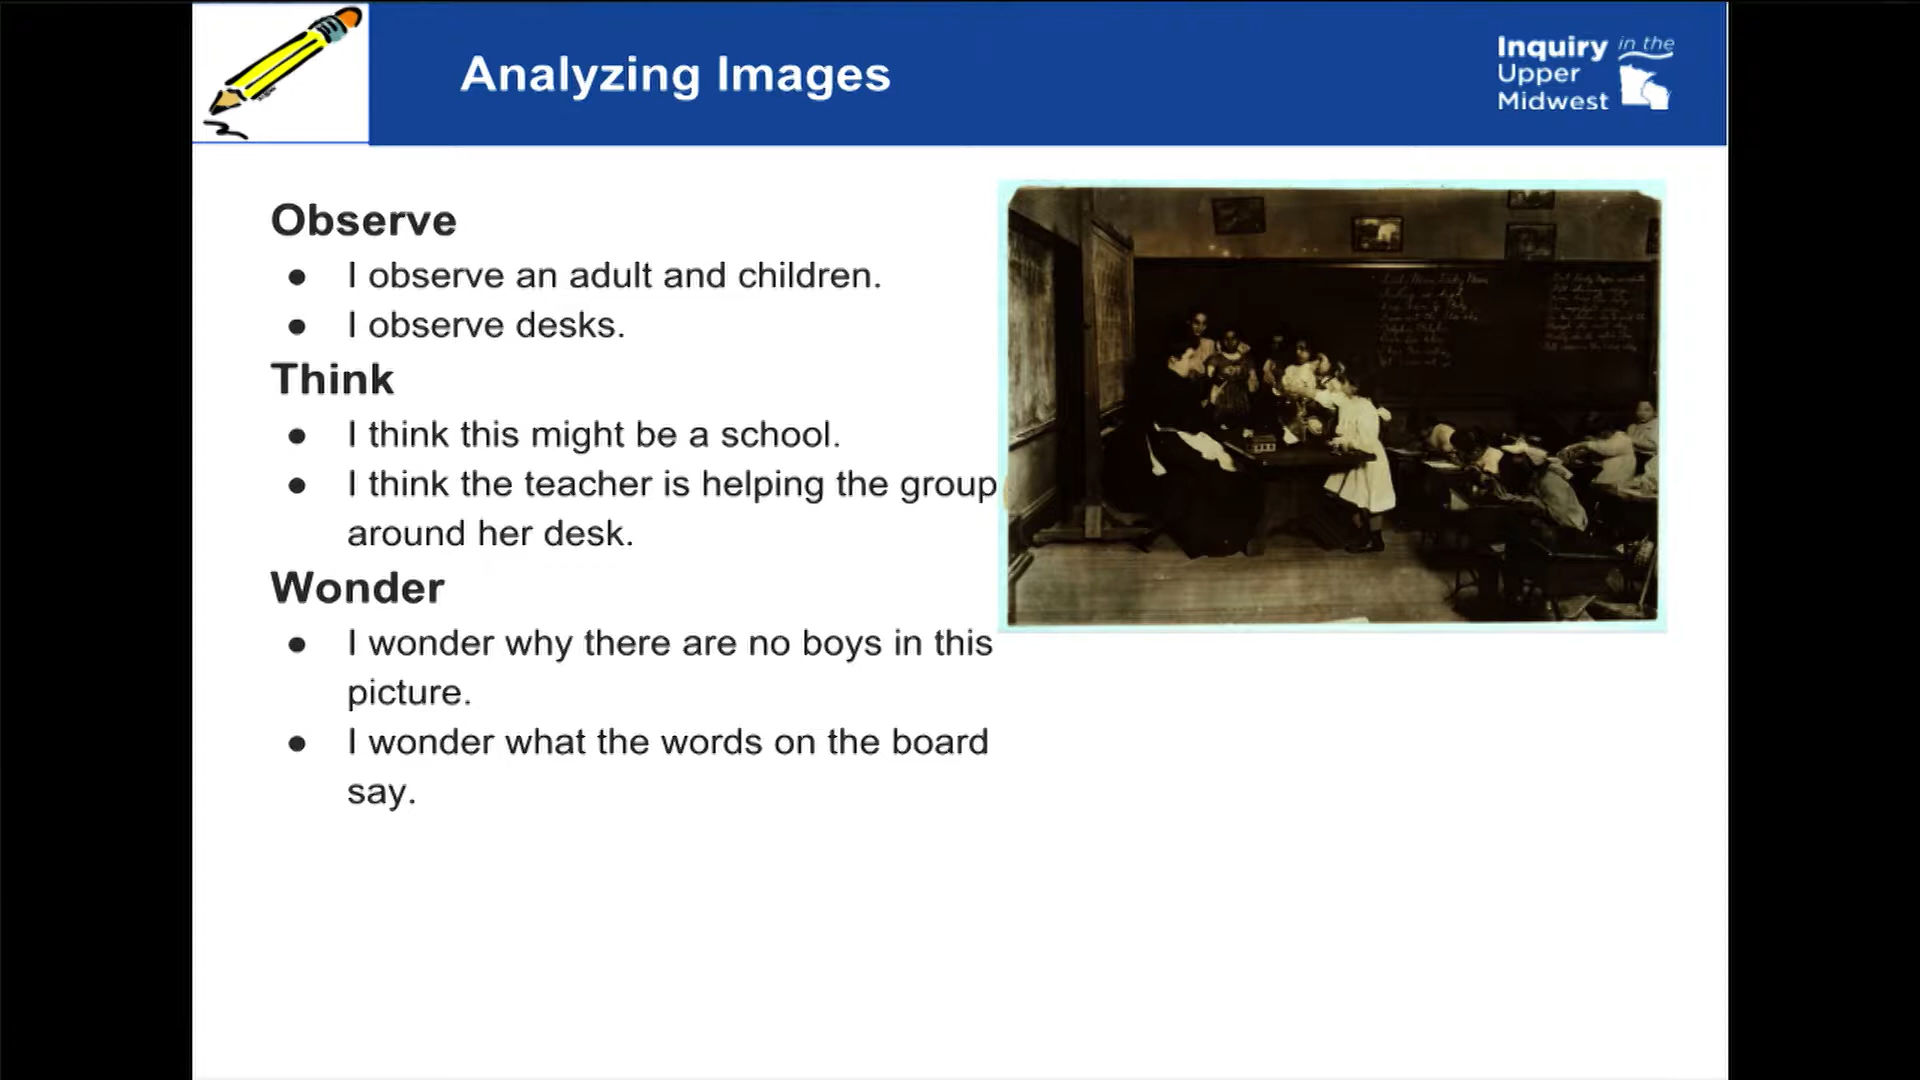 Analyzing Images
Inquiry in the
Upper
Midwest
Observe
● I observe an adult and children.
● I observe desks.
Think
● I think this might be a school.
● I think the teacher is helping the group
around her desk.
Wonder
● I wonder why there are no boys in this
picture.
● I wonder what the words on the board
say.